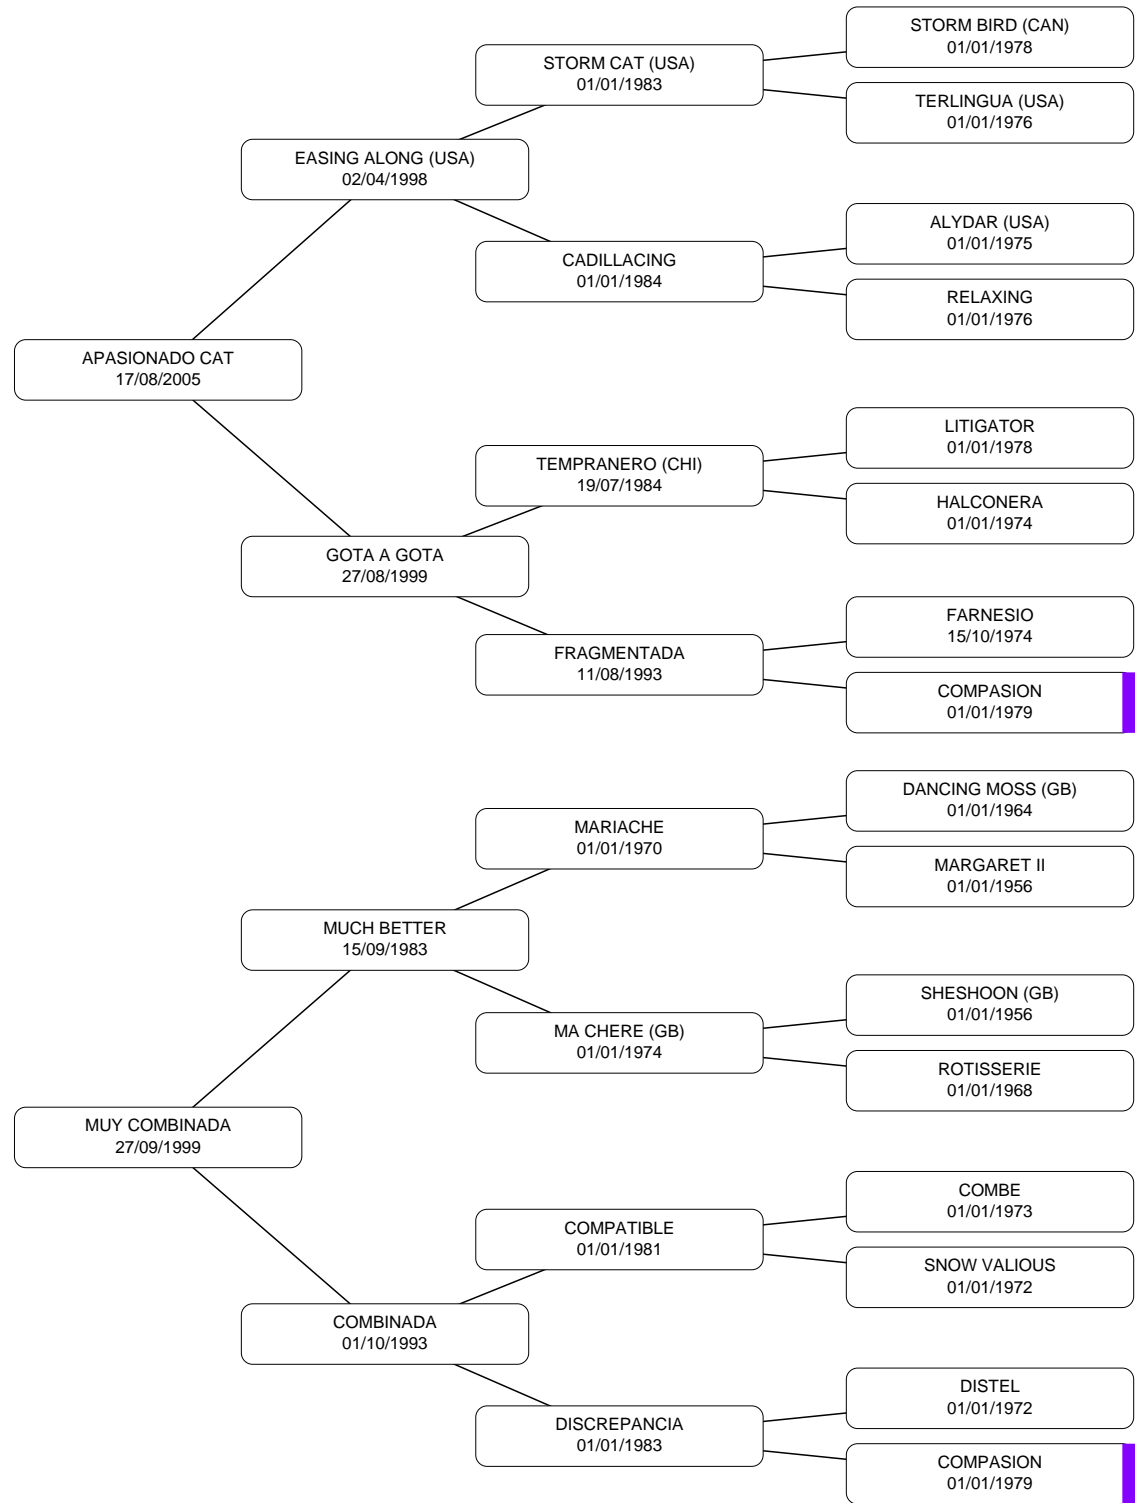 STORM BIRD (CAN)
01/01/1978
STORM CAT (USA)
01/01/1983
TERLINGUA (USA)
01/01/1976
EASING ALONG (USA)
02/04/1998
ALYDAR (USA)
01/01/1975
CADILLACING
01/01/1984
RELAXING
01/01/1976
APASIONADO CAT
17/08/2005
LITIGATOR
01/01/1978
TEMPRANERO (CHI)
19/07/1984
HALCONERA
01/01/1974
GOTA A GOTA
27/08/1999
FARNESIO
15/10/1974
FRAGMENTADA
11/08/1993
COMPASION
01/01/1979
DANCING MOSS (GB)
01/01/1964
MARIACHE
01/01/1970
MARGARET II
01/01/1956
MUCH BETTER
15/09/1983
SHESHOON (GB)
01/01/1956
MA CHERE (GB)
01/01/1974
ROTISSERIE
01/01/1968
MUY COMBINADA
27/09/1999
COMBE
01/01/1973
COMPATIBLE
01/01/1981
SNOW VALIOUS
01/01/1972
COMBINADA
01/10/1993
DISTEL
01/01/1972
DISCREPANCIA
01/01/1983
COMPASION
01/01/1979